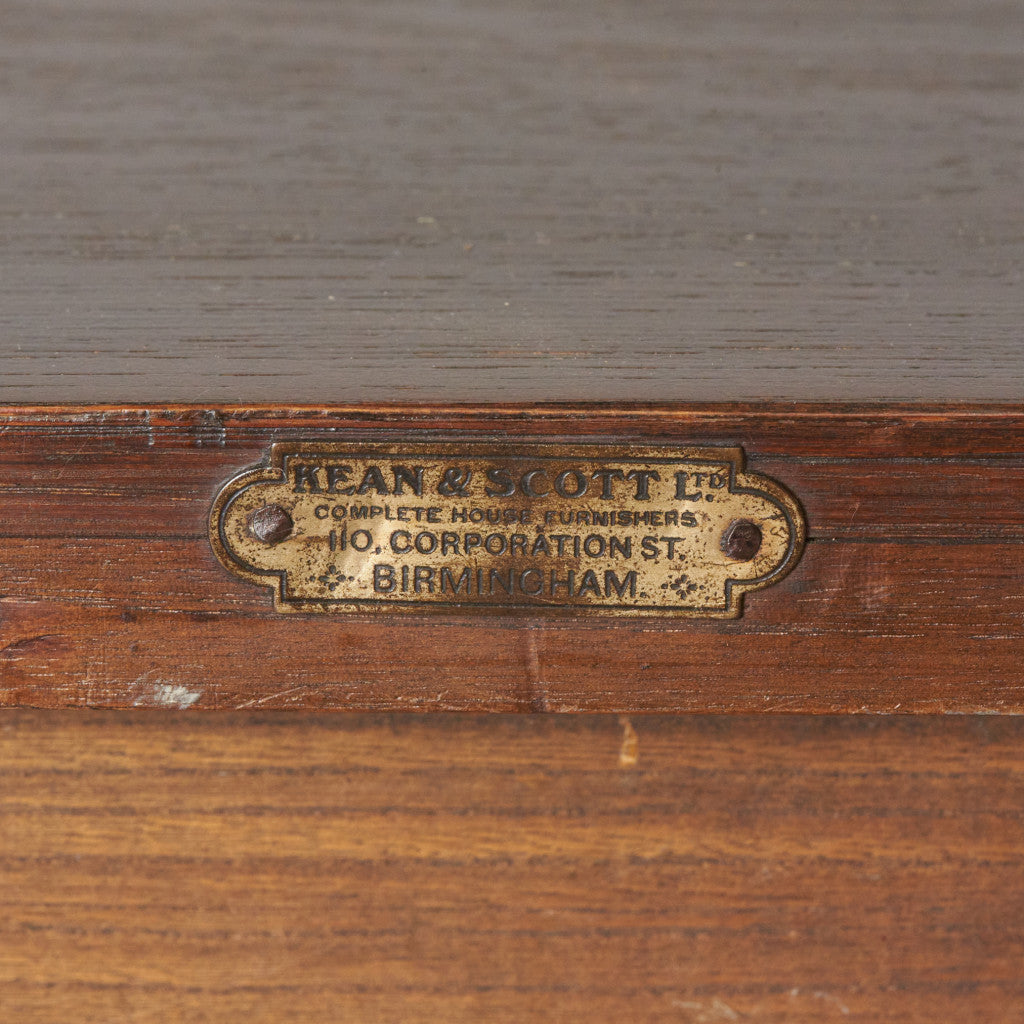 KEAN & SCOTT LTD.
COMPLETE HOUSE FURNISHERS
110, CORPORATION ST.
BIRMINGHAM.